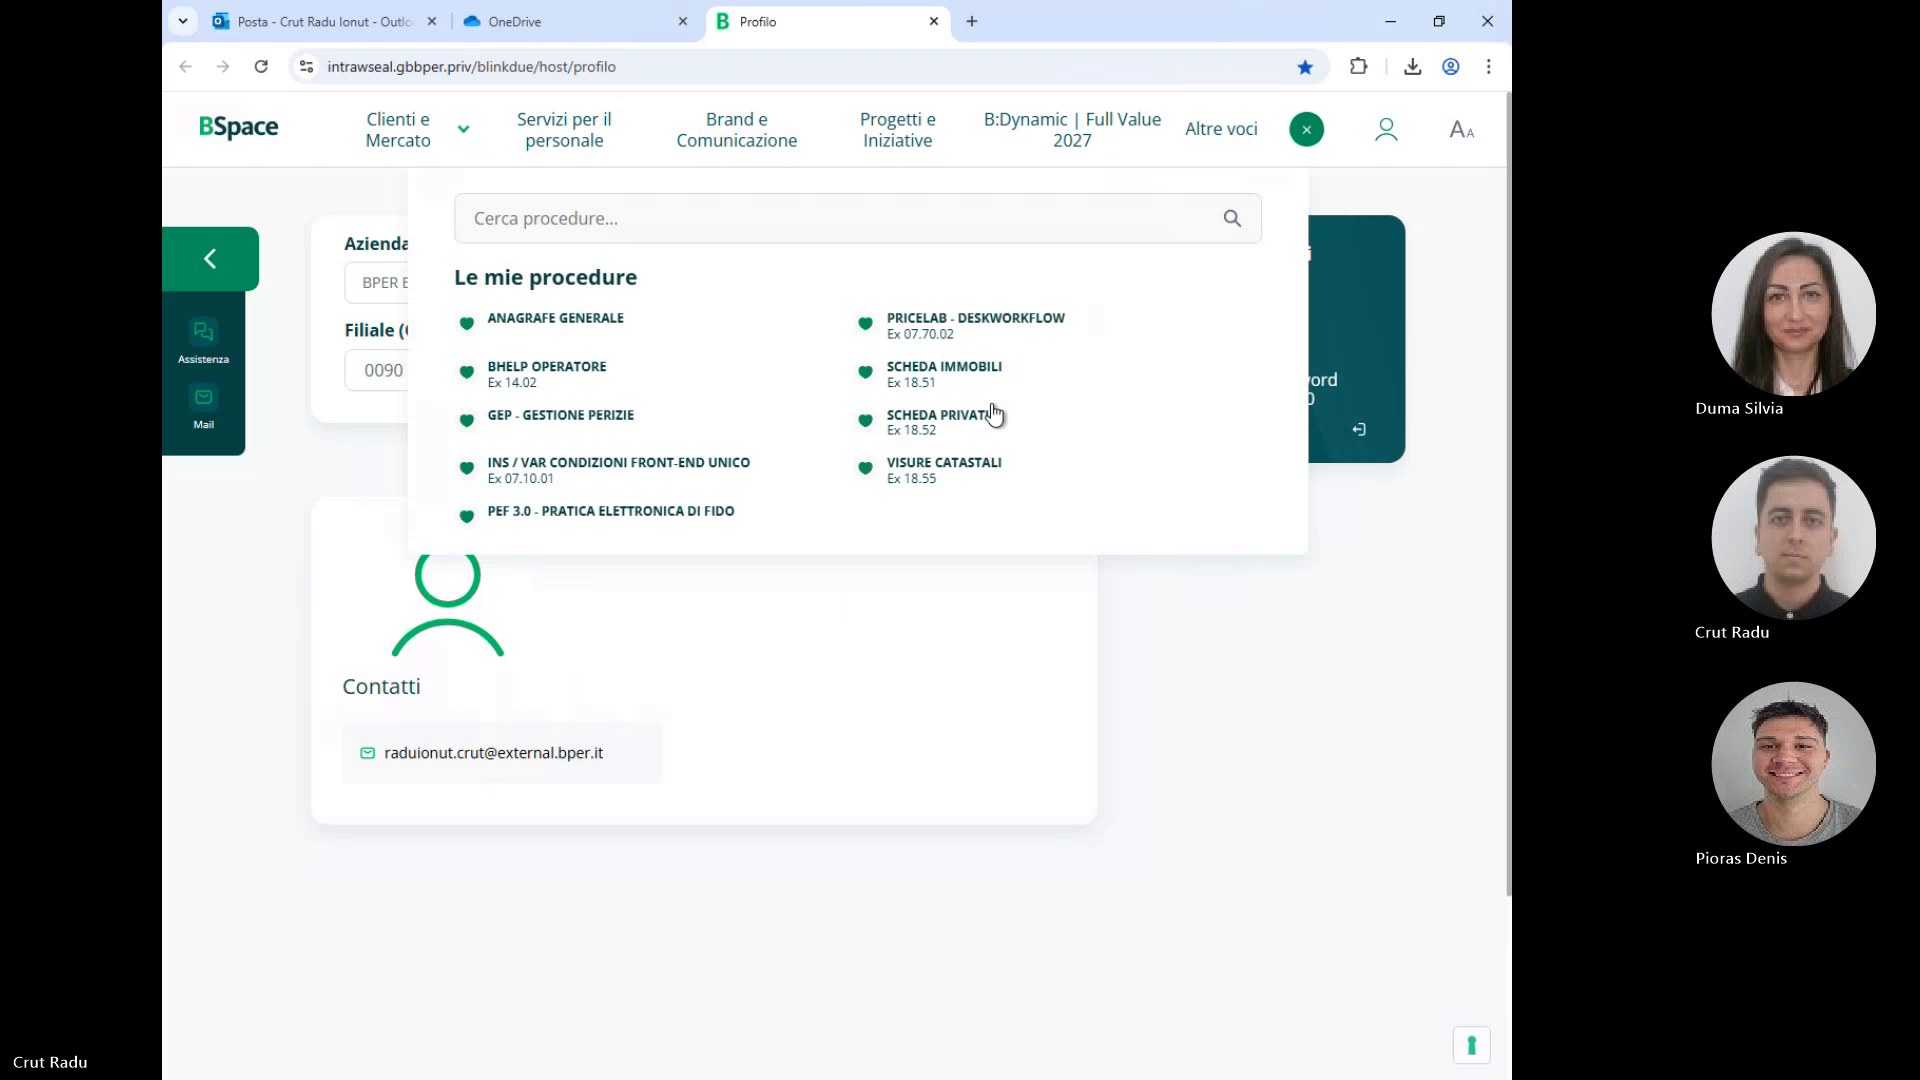 Posta - Crut Radu Ionut - Outlo
OneDrive
Profilo
intrawseal.gbbper.priv/blinkdue/host/profilo
BSpace
Clienti e
Mercato
Servizi per il
personale
Brand e
Comunicazione
Progetti e
Iniziative
B:Dynamic | Full Value
2027
Altre voci
AA
Cerca procedure...
Azienda
BPER
Filiale (
0090
Assistenza
Mail
Le mie procedure
ANAGRAFE GENERALE
BHELP OPERATORE
Ex 14.02
GEP - GESTIONE PERIZIE
INS / VAR CONDIZIONI FRONT-END UNICO
Ex 07.10.01
PEF 3.0 - PRATICA ELETTRONICA DI FIDO
PRICELAB - DESKWORKFLOW
Ex 07.70.02
SCHEDA IMMOBILI
Ex 18.51
SCHEDA PRIVAT
Ex 18.52
VISURE CATASTALI
Ex 18.55
word
0
Contatti
raduionut.crut@external.bper.it
Duma Silvia
Crut Radu
Pioras Denis
Crut Radu